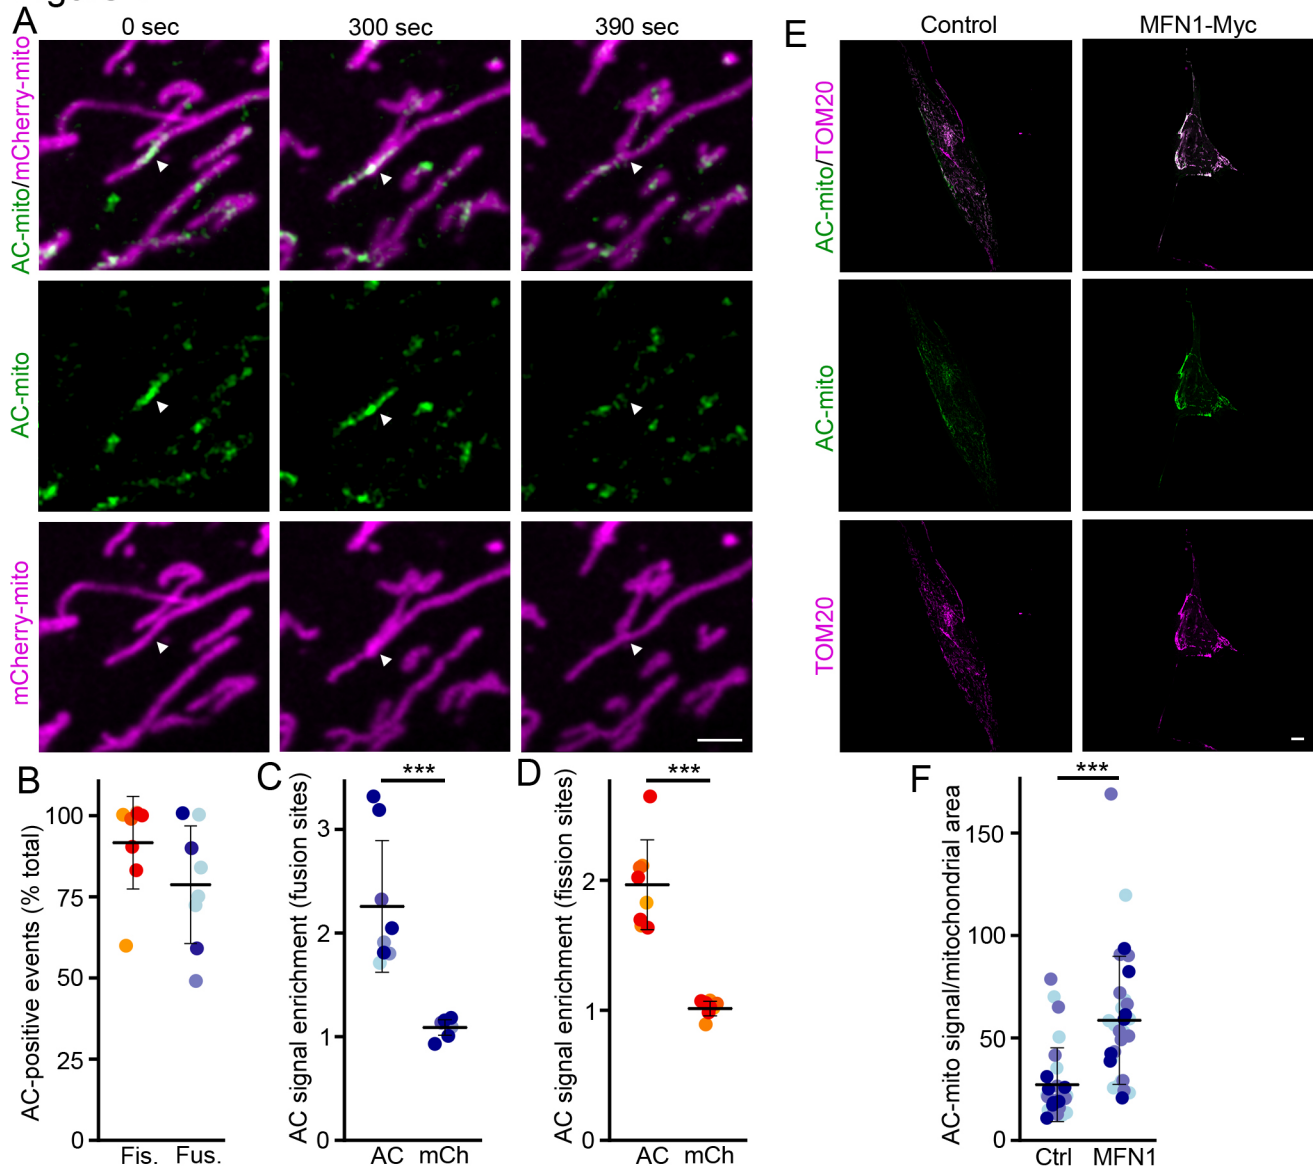 A
0 sec
300 sec
390 sec
AC-mito/mCherry-mito
AC-mito
mCherry-mito
E
Control
MFN1-Myc
AC-mito/TOM20
AC-mito
TOM20
B
AC-positive events (% total)
100
75
50
25
0
Fis.
Fus.
C
AC signal enrichment (fusion sites)
***
3
2
1
0
AC
mCh
D
AC signal enrichment (fission sites)
***
2
1
0
AC
mCh
F
AC-mito signal/mitochondrial area
***
150
100
50
0
Ctrl
MFN1